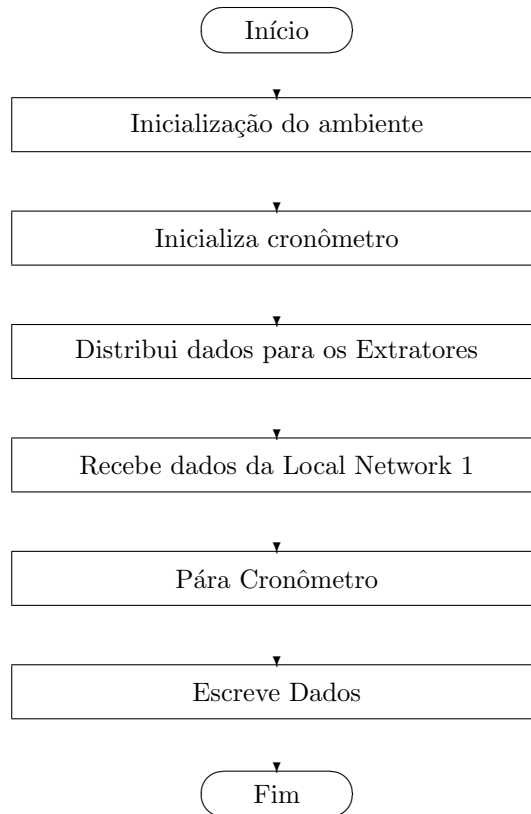 Início
Inicialização do ambiente
Inicializa cronômetro
Distribui dados para os Extratores
Recebe dados da Local Network 1
Pára Cronômetro
Escreve Dados
Fim